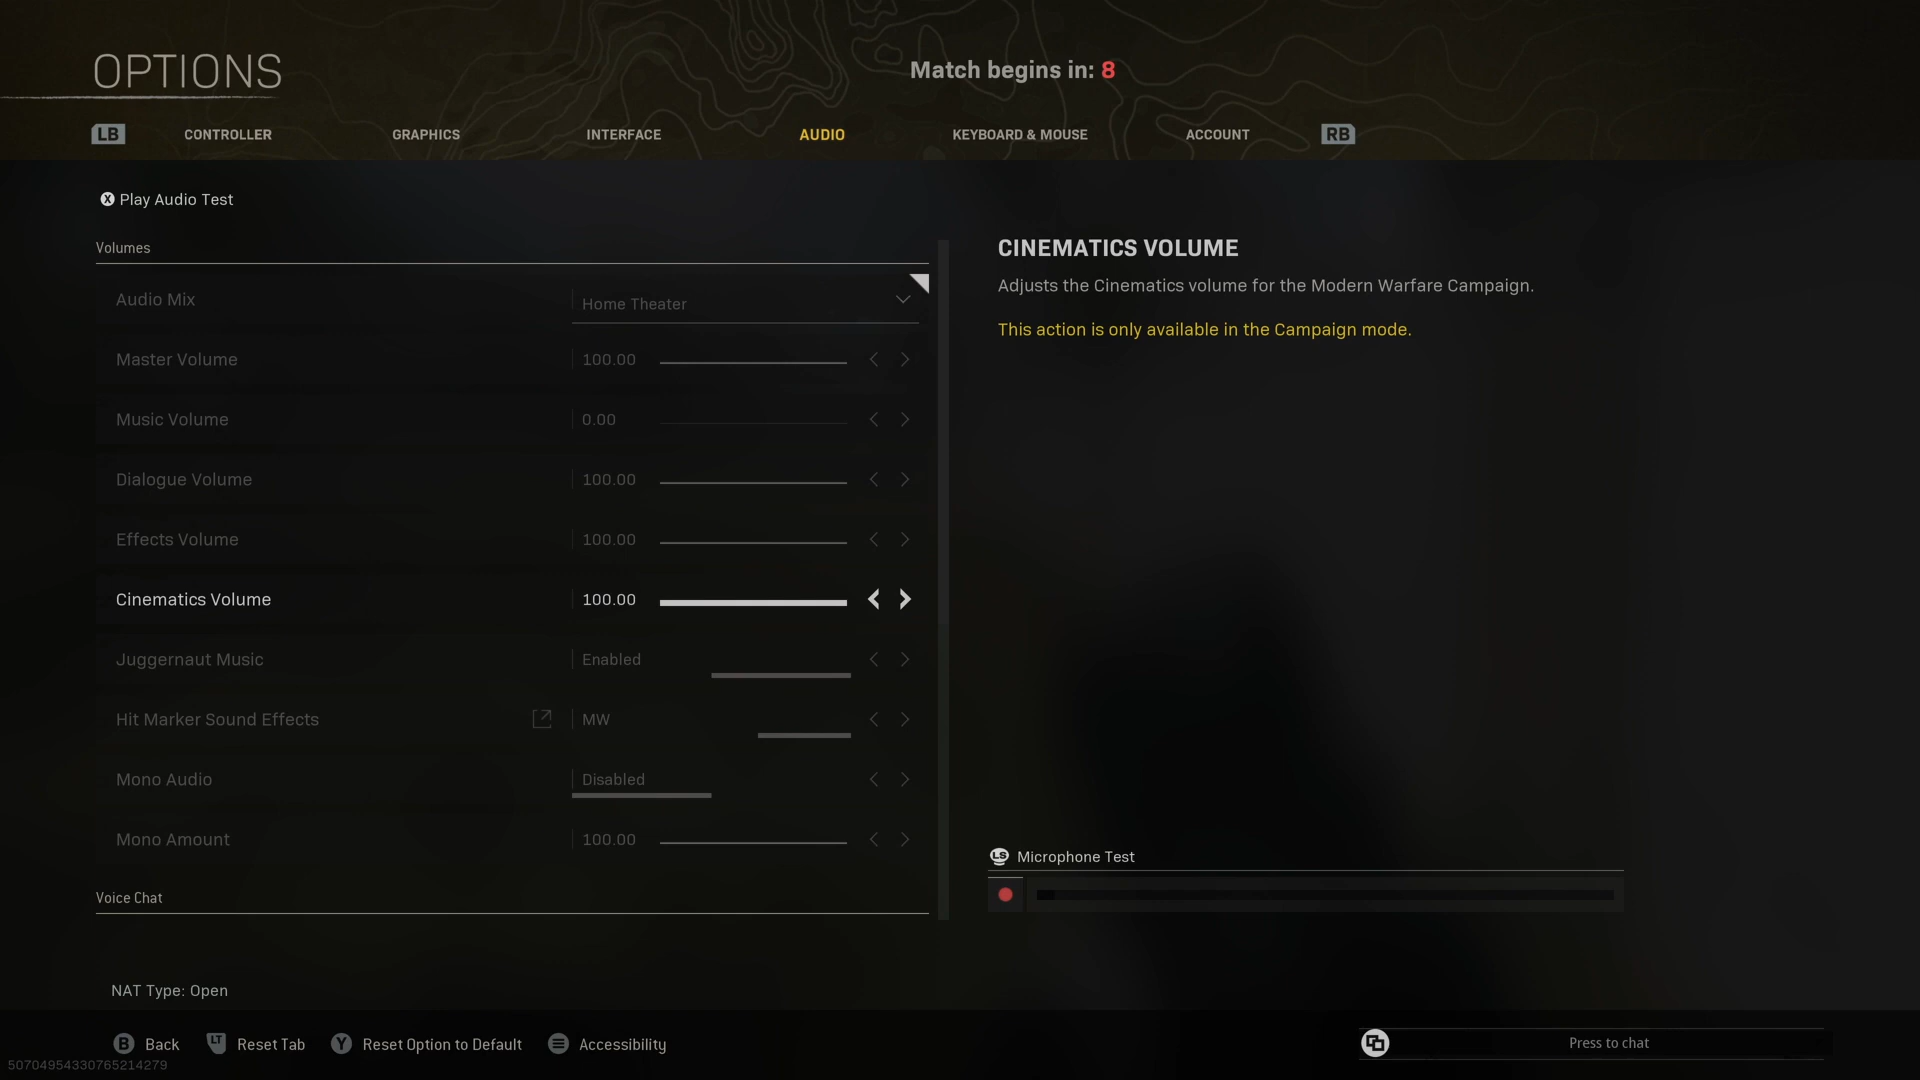 OPTIONS
Match begins in: 8
LB CONTROLLER GRAPHICS INTERFACE AUDIO KEYBOARD & MOUSE ACCOUNT RB
X Play Audio Test
Volumes
Audio Mix Home Theater
Master Volume 100.00
Music Volume 0.00
Dialogue Volume 100.00
Effects Volume 100.00
Cinematics Volume 100.00
Juggernaut Music Enabled
Hit Marker Sound Effects MW
Mono Audio Disabled
Mono Amount 100.00
Voice Chat
CINEMATICS VOLUME
Adjusts the Cinematics volume for the Modern Warfare Campaign.
This action is only available in the Campaign mode.
LS Microphone Test
NAT Type: Open
B Back LT Reset Tab Y Reset Option to Default Accessibility
Press to chat
50704954330765214279